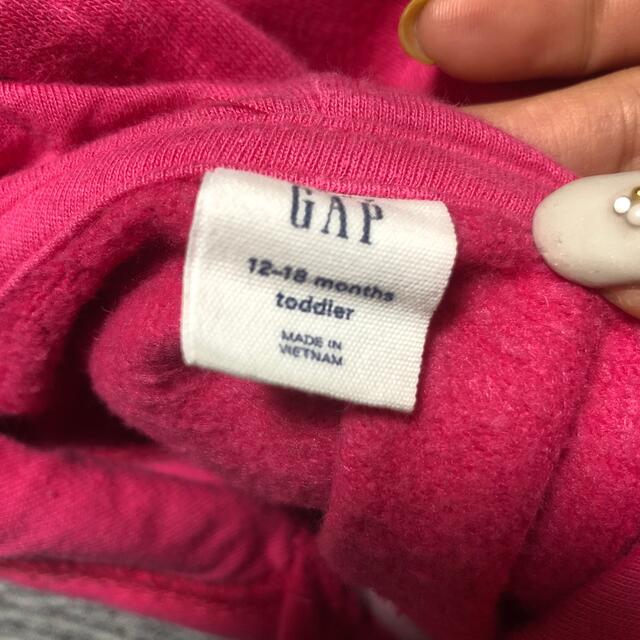 GAP
12-18 months
toddler
MADE IN
VIETNAM